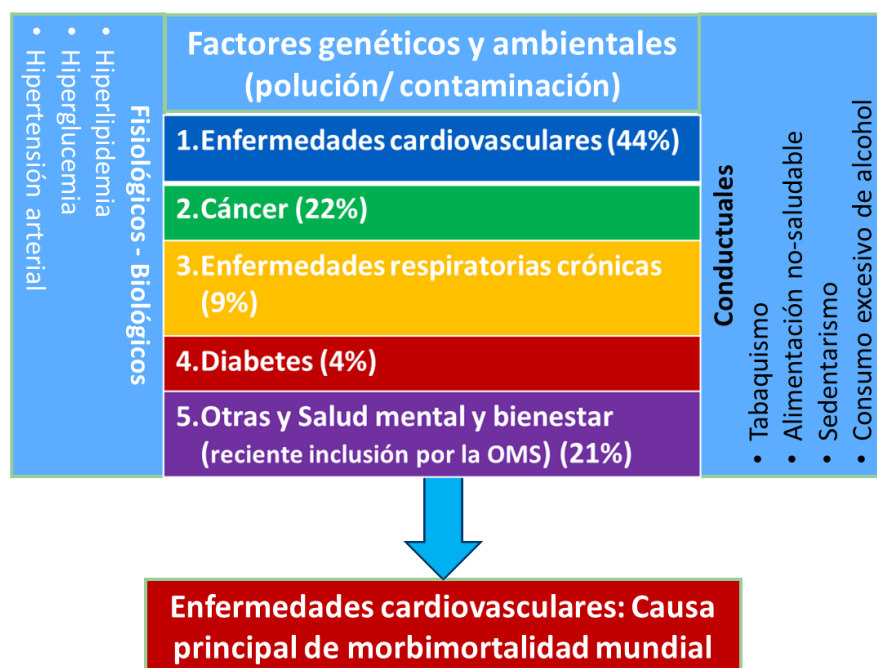 Factores genéticos y ambientales
(polución/ contaminación)
Fisiológicos - Biológicos
• Hiperlipidemia
• Hiperglucemia
• Hipertensión arterial
1.Enfermedades cardiovasculares (44%)
2.Cáncer (22%)
3.Enfermedades respiratorias crónicas
(9%)
4.Diabetes (4%)
5.Otras y Salud mental y bienestar
(reciente inclusión por la OMS) (21%)
Conductuales
• Tabaquismo
• Alimentación no-saludable
• Sedentarismo
• Consumo excesivo de alcohol
Enfermedades cardiovasculares: Causa
principal de morbimortalidad mundial